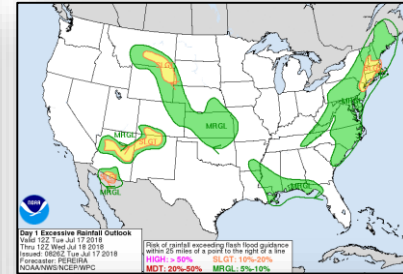 SLGT
MRGL
MRGL
SLGT
MRGL
SLGT
MRGL
MRGL
NOAA
Day 1 Excessive Rainfall Outlook
Valid 12Z Tue Jul 17 2018
Thru 12Z Wed Jul 18 2018
Issued: 0826Z Tue Jul 17 2018
Forecaster: PEREIRA
NOAA/NWS/NCEP/WPC
Risk of rainfall exceeding flash flood guidance
within 25 miles of a point to the right of a line
HIGH: > 50% SLGT: 10%-20%
MDT: 20%-50% MRGL: 5%-10%